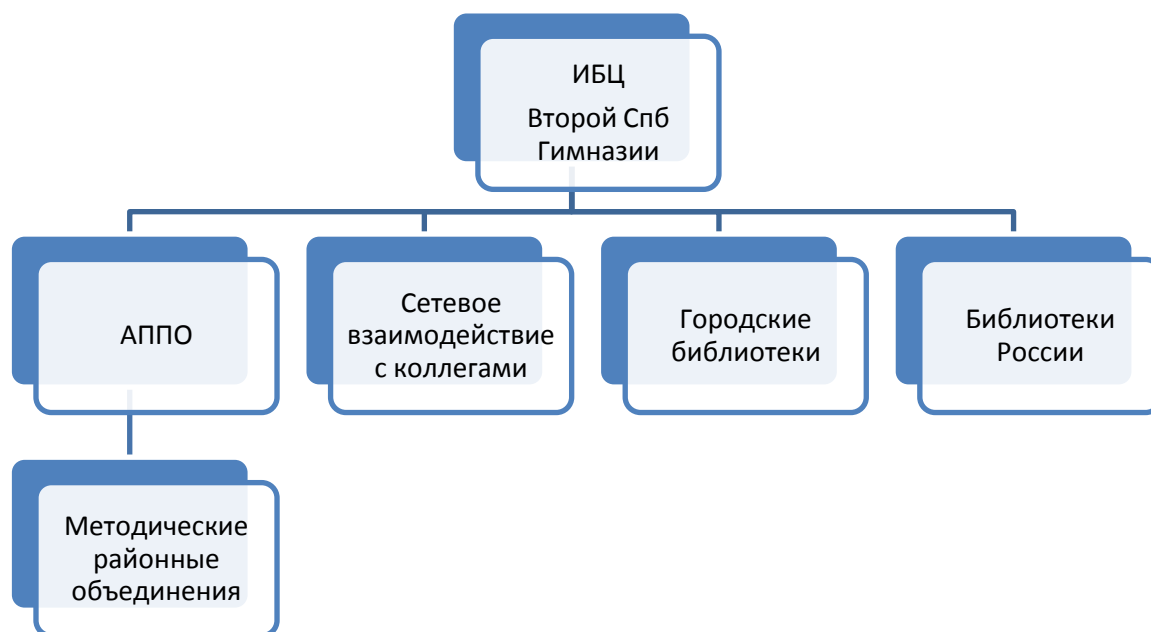 ИБЦ
Второй Спб
Гимназии
АППО
Сетевое
взаимодействие
с коллегами
Городские
библиотеки
Библиотеки
России
Методические
районные
объединения